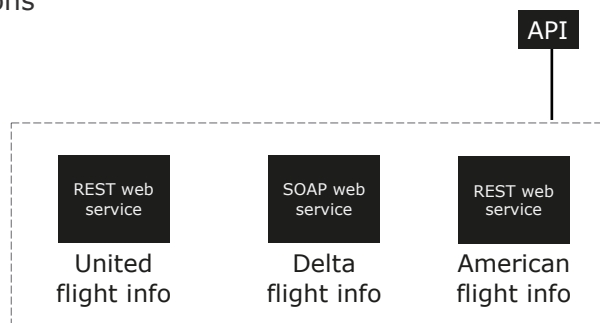 API
REST web
service
SOAP web
service
REST web
service
United
flight info
Delta
flight info
American
flight info